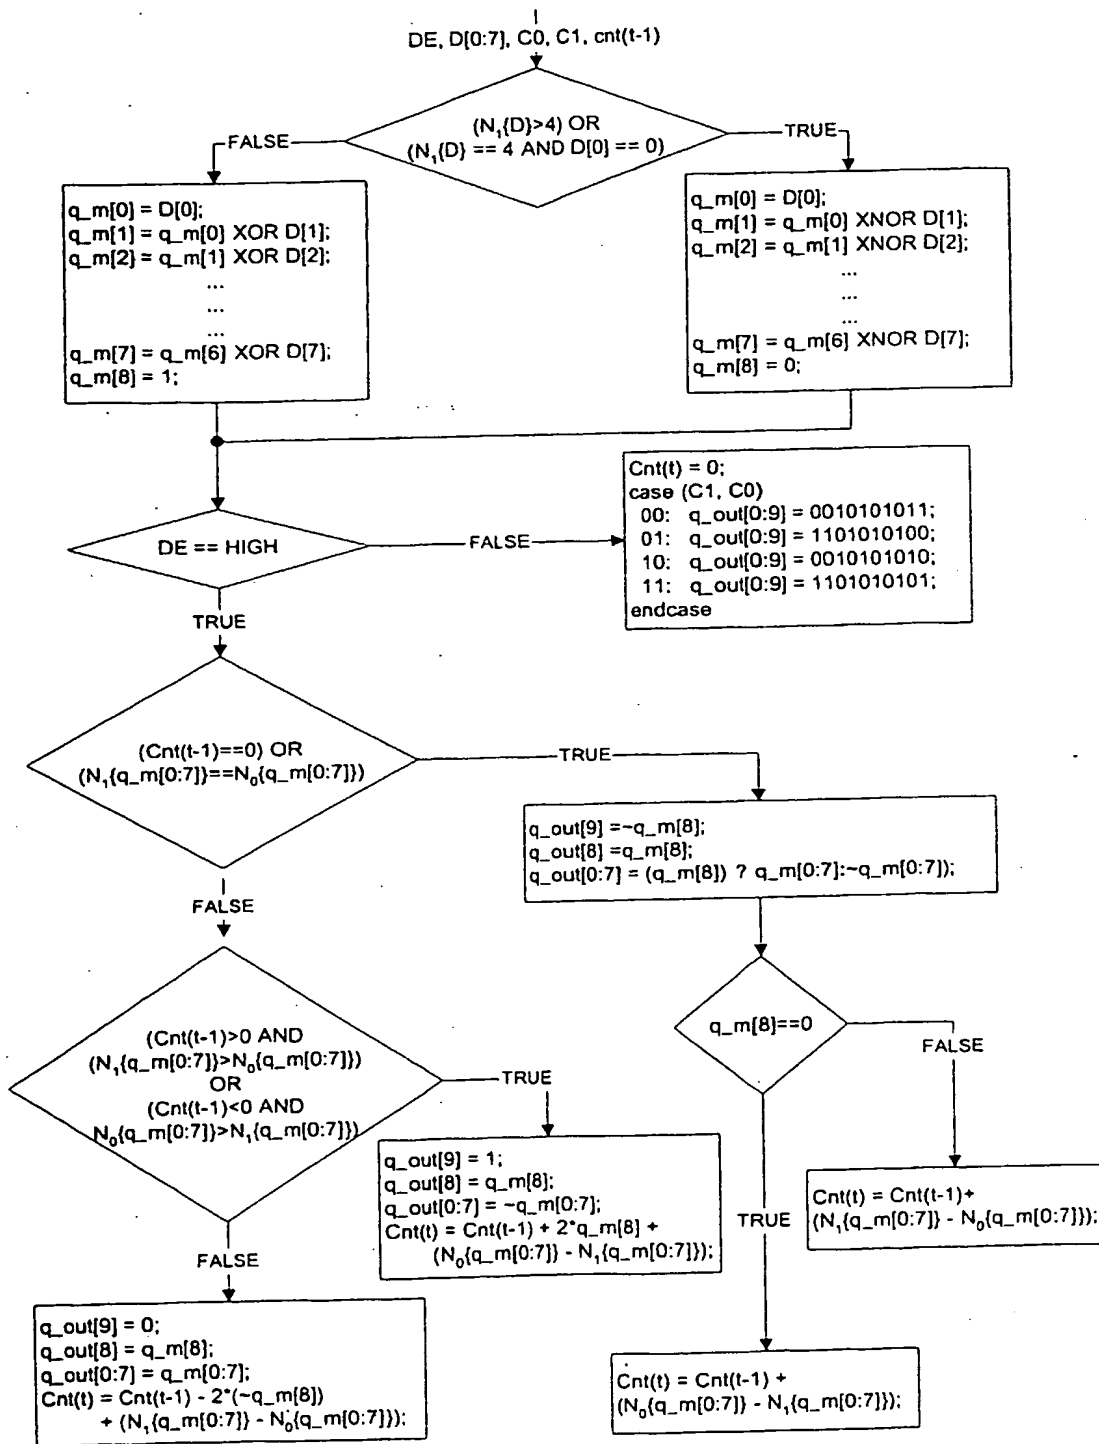 DE, D[0:7], C0, C1, cnt(t-1)
(N₁{D}>4) OR
(N₁{D} == 4 AND D[0] == 0)
FALSE
TRUE
q_m[0] = D[0];
q_m[1] = q_m[0] XOR D[1];
q_m[2] = q_m[1] XOR D[2];
...
...
...
q_m[7] = q_m[6] XOR D[7];
q_m[8] = 1;
q_m[0] = D[0];
q_m[1] = q_m[0] XNOR D[1];
q_m[2] = q_m[1] XNOR D[2];
...
...
...
q_m[7] = q_m[6] XNOR D[7];
q_m[8] = 0;
DE == HIGH
FALSE
Cnt(t) = 0;
case (C1, C0)
00: q_out[0:9] = 0010101011;
01: q_out[0:9] = 1101010100;
10: q_out[0:9] = 0010101010;
11: q_out[0:9] = 1101010101;
endcase
TRUE
(Cnt(t-1)==0) OR
(N₁{q_m[0:7]}==N₀{q_m[0:7]})
TRUE
q_out[9] =~q_m[8];
q_out[8] =q_m[8];
q_out[0:7] = (q_m[8]) ? q_m[0:7]:~q_m[0:7]);
FALSE
(Cnt(t-1)>0 AND
(N₁{q_m[0:7]}>N₀{q_m[0:7]})
OR
(Cnt(t-1)<0 AND
N₀{q_m[0:7]}>N₁{q_m[0:7]})
TRUE
q_out[9] = 1;
q_out[8] = q_m[8];
q_out[0:7] = ~q_m[0:7];
Cnt(t) = Cnt(t-1) + 2*q_m[8] +
(N₀{q_m[0:7]} - N₁{q_m[0:7]});
FALSE
q_out[9] = 0;
q_out[8] = q_m[8];
q_out[0:7] = q_m[0:7];
Cnt(t) = Cnt(t-1) - 2*(~q_m[8])
+ (N₁{q_m[0:7]} - N₀{q_m[0:7]});
q_m[8]==0
FALSE
Cnt(t) = Cnt(t-1)+
(N₁{q_m[0:7]} - N₀{q_m[0:7]});
TRUE
Cnt(t) = Cnt(t-1) +
(N₀{q_m[0:7]} - N₁{q_m[0:7]});